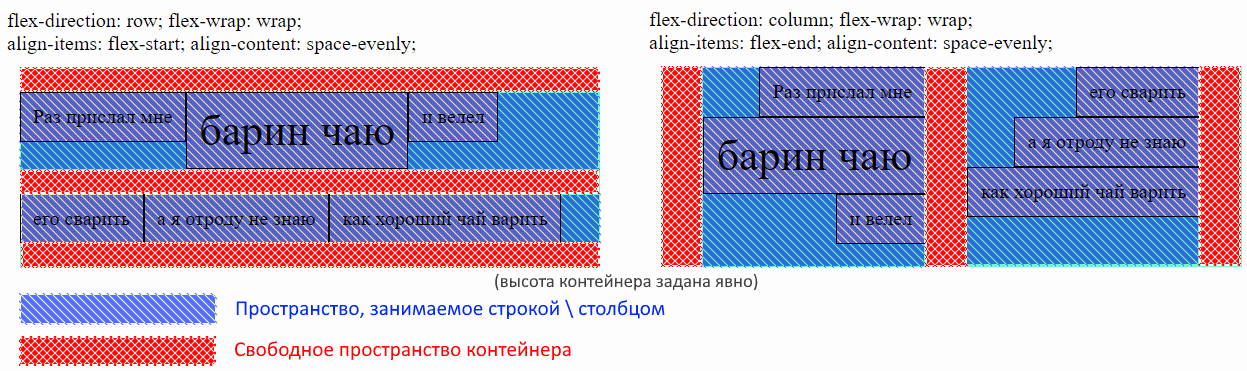 flex-direction: row; flex-wrap: wrap;
align-items: flex-start; align-content: space-evenly;
Раз прислал мне
барин чаю
и велел
его сварить
а я отроду не знаю
как хороший чай варить
flex-direction: column; flex-wrap: wrap;
align-items: flex-end; align-content: space-evenly;
Раз прислал мне
барин чаю
и велел
его сварить
а я отроду не знаю
как хороший чай варить
(высота контейнера задана явно)
Пространство, занимаемое строкой \ столбцом
Свободное пространство контейнера